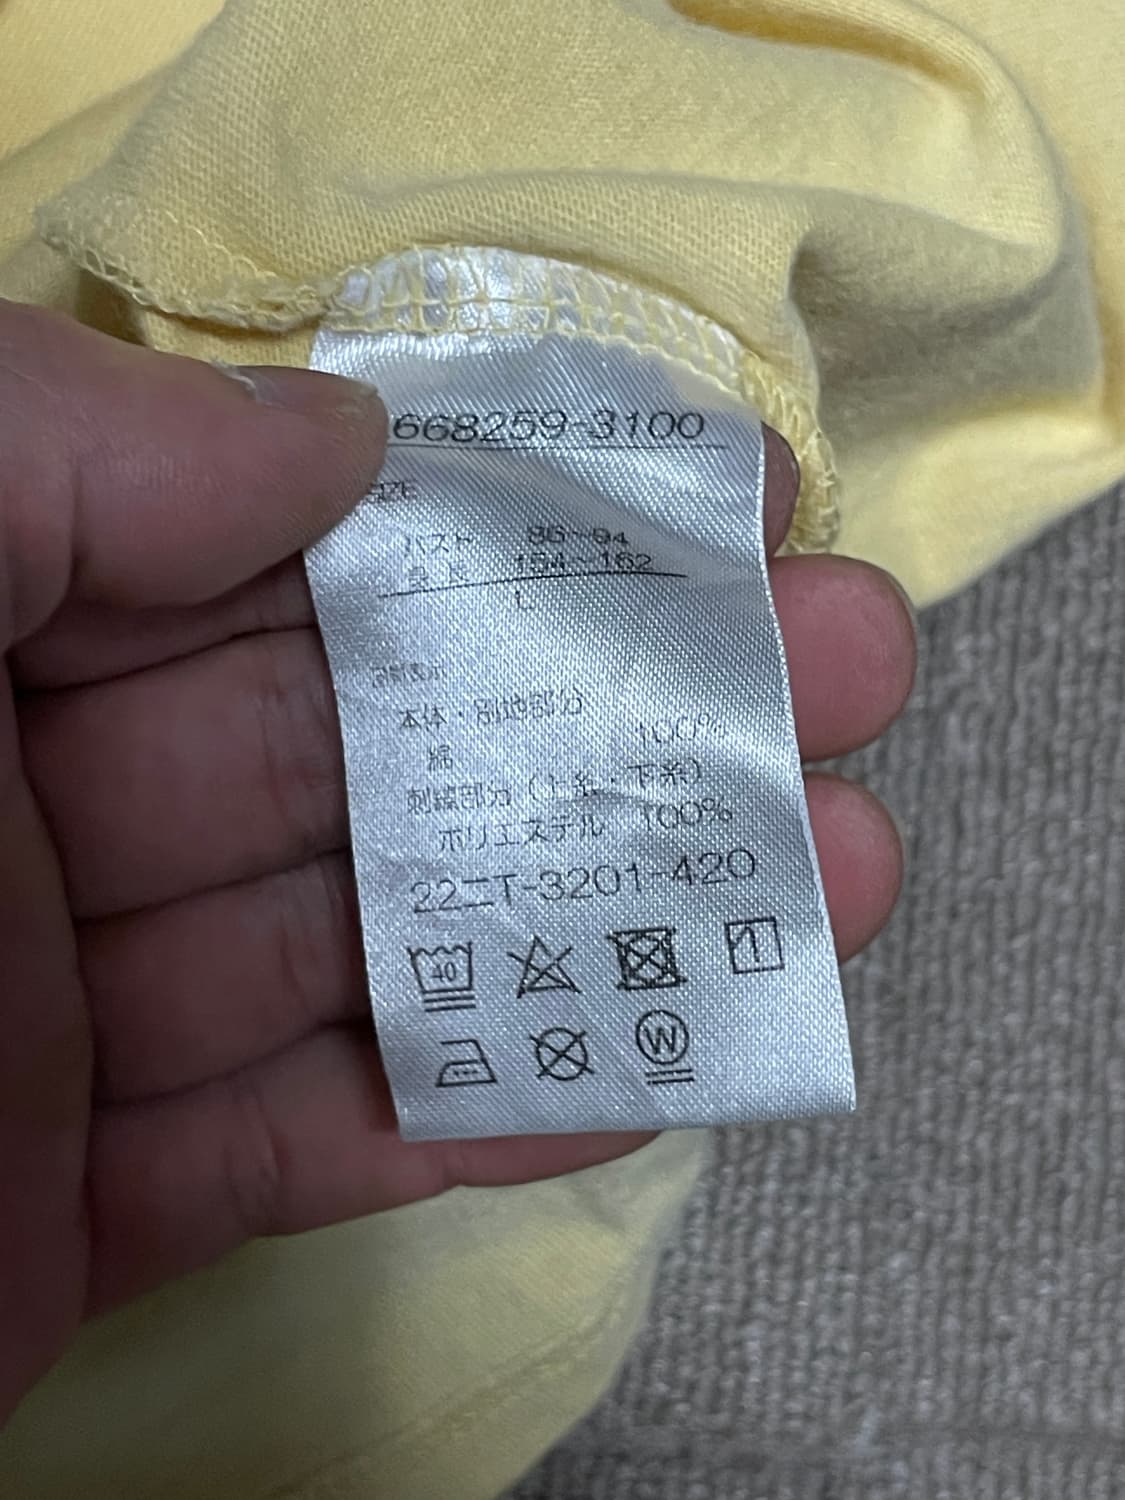 668259-3100
SIZE
バスト 86~94
身長 154~162
L
本体・別地部分
綿 100%
刺繍部分（上糸・下糸）
ポリエステル 100%
22ニT-3201-420
40
1
W